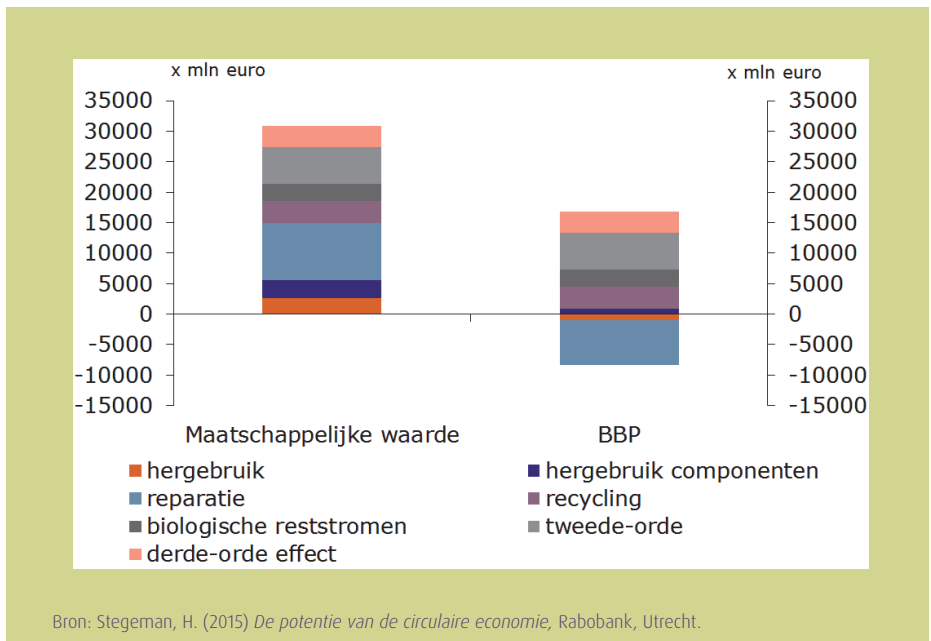 x mln euro x mln euro
35000 35000
30000 30000
25000 25000
20000 20000
15000 15000
10000 10000
5000 5000
0 0
-5000 -5000
-10000 -10000
-15000 -15000
Maatschappelijke waarde BBP
hergebruik hergebruik componenten
reparatie recycling
biologische reststromen tweede-orde
derde-orde effect
Bron: Stegeman, H. (2015) De potentie van de circulaire economie, Rabobank, Utrecht.